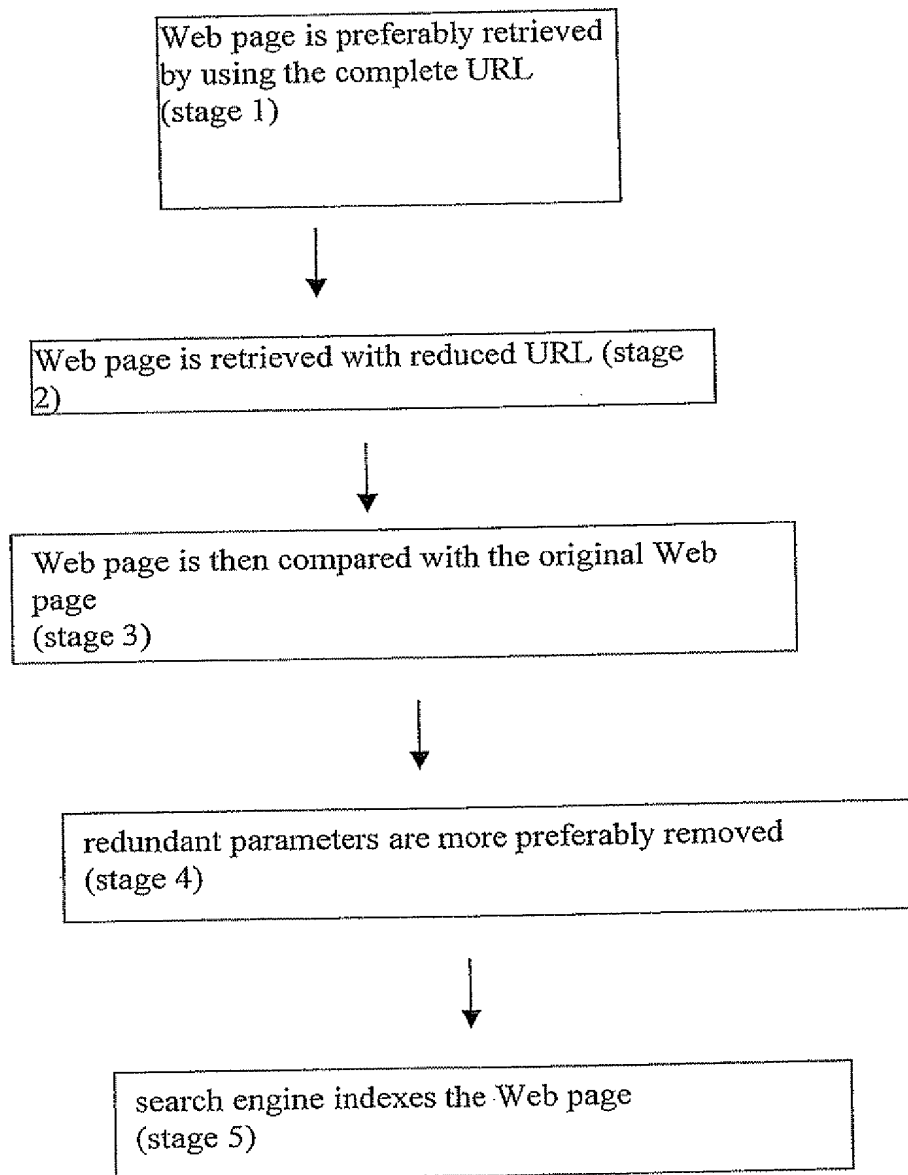 Web page is preferably retrieved
by using the complete URL
(stage 1)
Web page is retrieved with reduced URL (stage
2)
Web page is then compared with the original Web
page
(stage 3)
redundant parameters are more preferably removed
(stage 4)
search engine indexes the Web page
(stage 5)